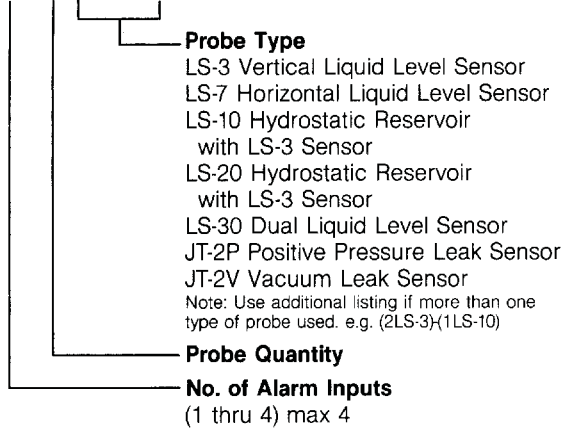 Probe Type
LS-3 Vertical Liquid Level Sensor
LS-7 Horizontal Liquid Level Sensor
LS-10 Hydrostatic Reservoir
with LS-3 Sensor
LS-20 Hydrostatic Reservoir
with LS-3 Sensor
LS-30 Dual Liquid Level Sensor
JT-2P Positive Pressure Leak Sensor
JT-2V Vacuum Leak Sensor
Note: Use additional listing if more than one
type of probe used. e.g. (2LS-3)-(1LS-10)
Probe Quantity
No. of Alarm Inputs
(1 thru 4) max 4